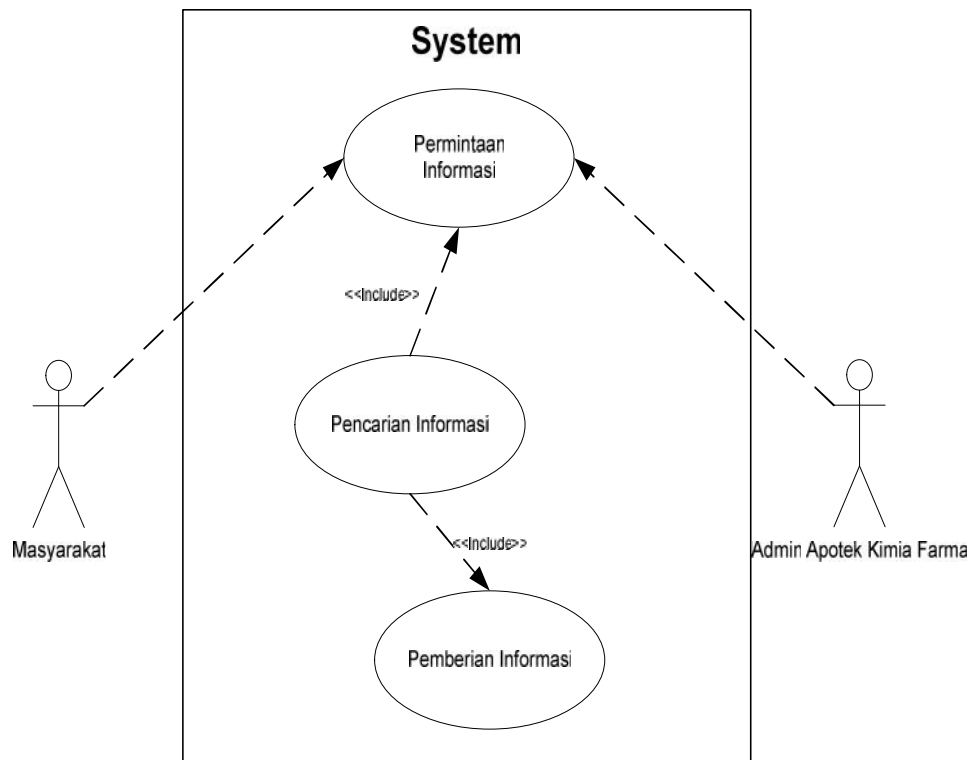 System
Permintaan
Informasi
<<Include>>
Pencarian Informasi
<<Include>>
Masyarakat
Admin Apotek Kimia Farma
Pemberian Informasi